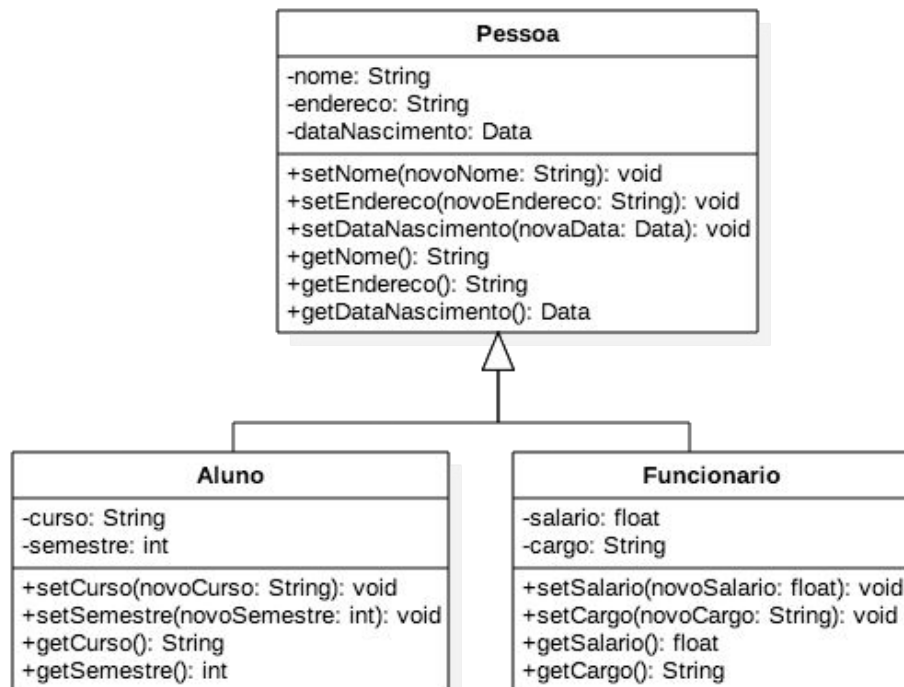 Pessoa
-nome: String
-endereco: String
-dataNascimento: Data
+setNome(novoNome: String): void
+setEndereco(novoEndereco: String): void
+setDataNascimento(novaData: Data): void
+getNome(): String
+getEndereco(): String
+getDataNascimento(): Data
Aluno
-curso: String
-semestre: int
+setCurso(novoCurso: String): void
+setSemestre(novoSemestre: int): void
+getCurso(): String
+getSemestre(): int
Funcionario
-salario: float
-cargo: String
+setSalario(novoSalario: float): void
+setCargo(novoCargo: String): void
+getSalario(): float
+getCargo(): String